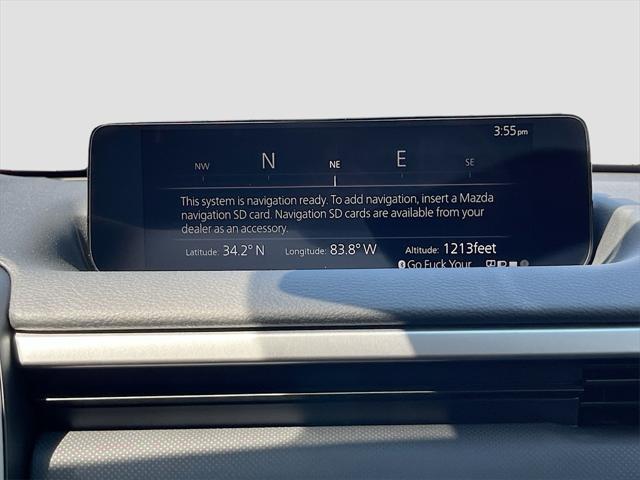 3:55pm
NW N NE E SE
This system is navigation ready. To add navigation, insert a Mazda
navigation SD card. Navigation SD cards are available from your
dealer as an accessory.
Latitude: 34.2° N Longitude: 83.8° W Altitude: 1213feet
Go Fuck Your